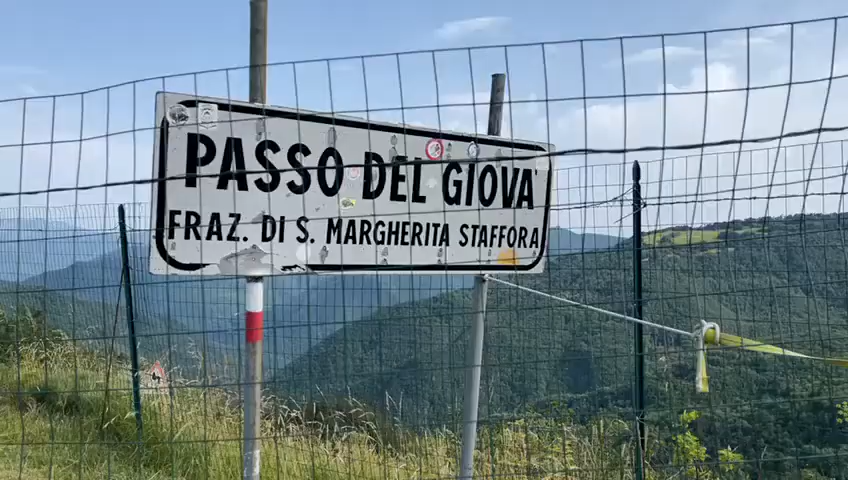 PASSO DEL GIOVA'
FRAZ. DI S. MARGHERITA STAFFORA